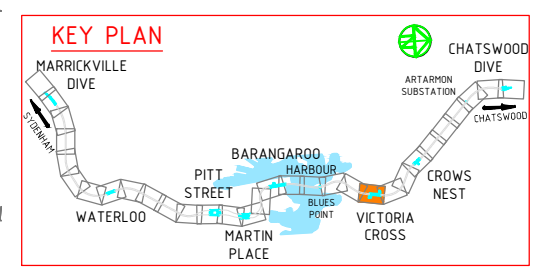 KEY PLAN
MARRICKVILLE
DIVE
SYDENHAM
WATERLOO
PITT
STREET
MARTIN
PLACE
BARANGAROO
HARBOUR
BLUES
POINT
VICTORIA
CROSS
CROWS
NEST
ARTARMON
SUBSTATION
CHATSWOOD
DIVE
CHATSWOOD